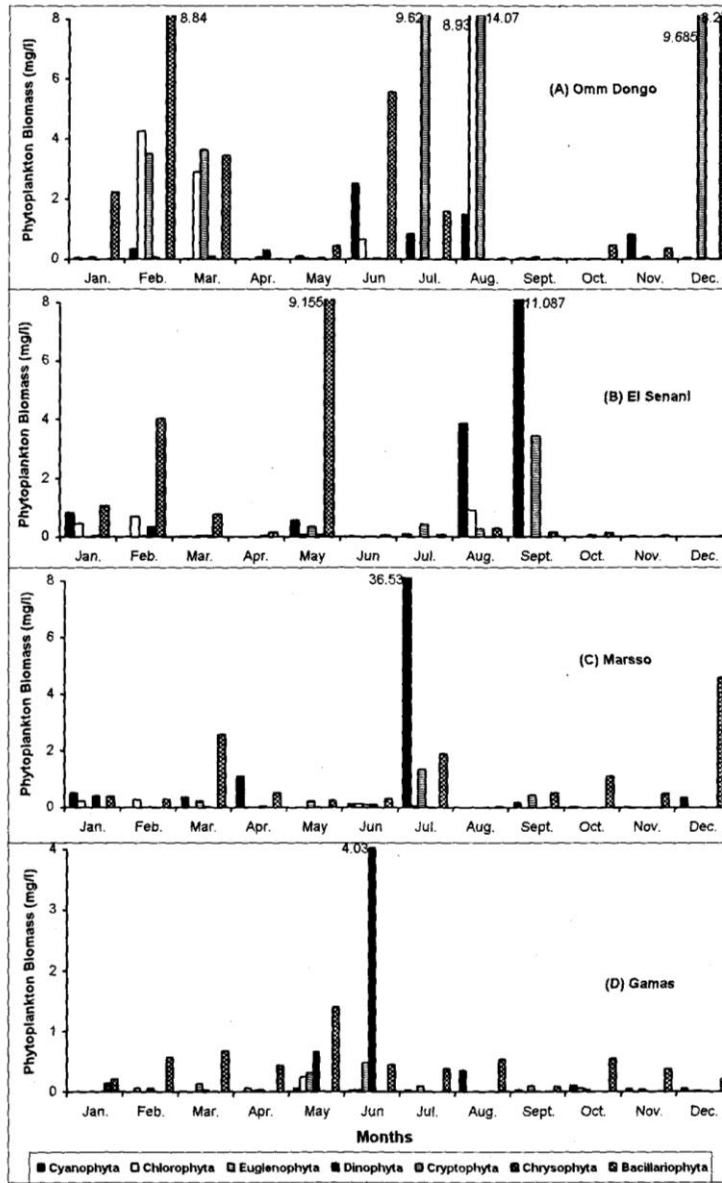 8.84
9.62
8.93
14.07
9.685
8
6
4
2
0
Phytoplankton Biomass (mg/l)
(A) Omm Dongo
Jan. Feb. Mar. Apr. May Jun Jul. Aug. Sept. Oct. Nov. Dec.
9.155
11.087
8
6
4
2
0
Phytoplankton Biomass (mg/l)
(B) El Senani
Jan. Feb. Mar. Apr. May Jun Jul. Aug. Sept. Oct. Nov. Dec.
36.53
8
6
4
2
0
Phytoplankton Biomass (mg/l)
(C) Marsso
Jan. Feb. Mar. Apr. May Jun Jul. Aug. Sept. Oct. Nov. Dec.
4.03
4
3
2
1
0
Phytoplankton Biomass (mg/l)
(D) Gamas
Jan. Feb. Mar. Apr. May Jun Jul. Aug. Sept. Oct. Nov. Dec.
Months
Cyanophyta Chlorophyta Euglenophyta Dinophyta Cryptophyta Chrysophyta Bacillariophyta